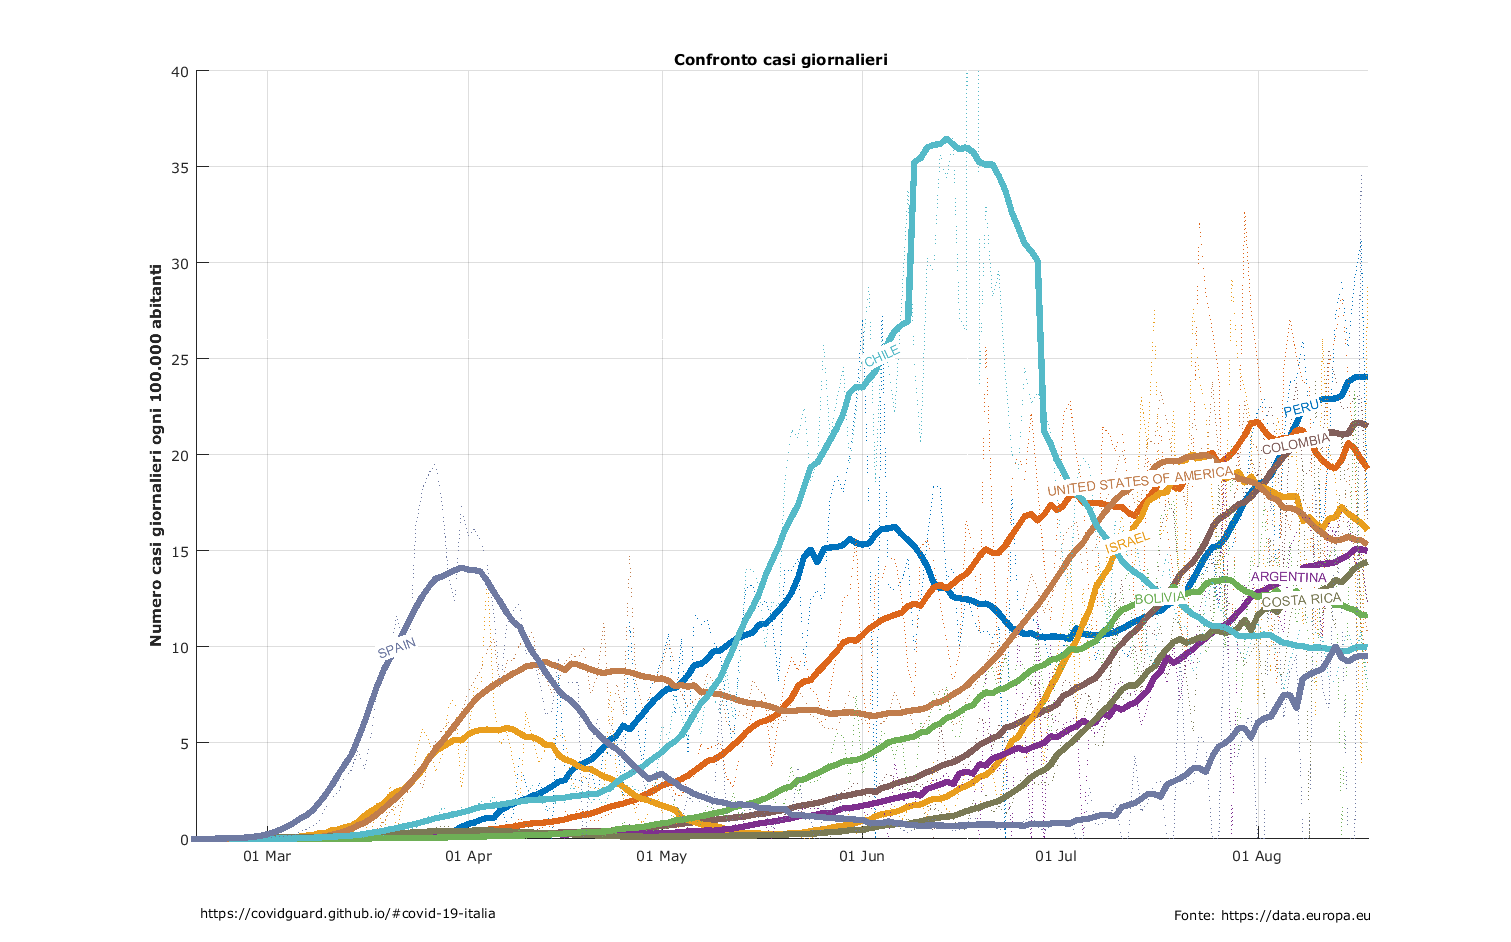 Confronto casi giornalieri
Numero casi giornalieri ogni 100.000 abitanti
40
35
30
25
20
15
10
5
0
CHILE
PERU
COLOMBIA
UNITED STATES OF AMERICA
ISRAEL
ARGENTINA
BOLIVIA
COSTA RICA
SPAIN
01 Mar
01 Apr
01 May
01 Jun
01 Jul
01 Aug
https://covidguard.github.io/#covid-19-italia
Fonte: https://data.europa.eu